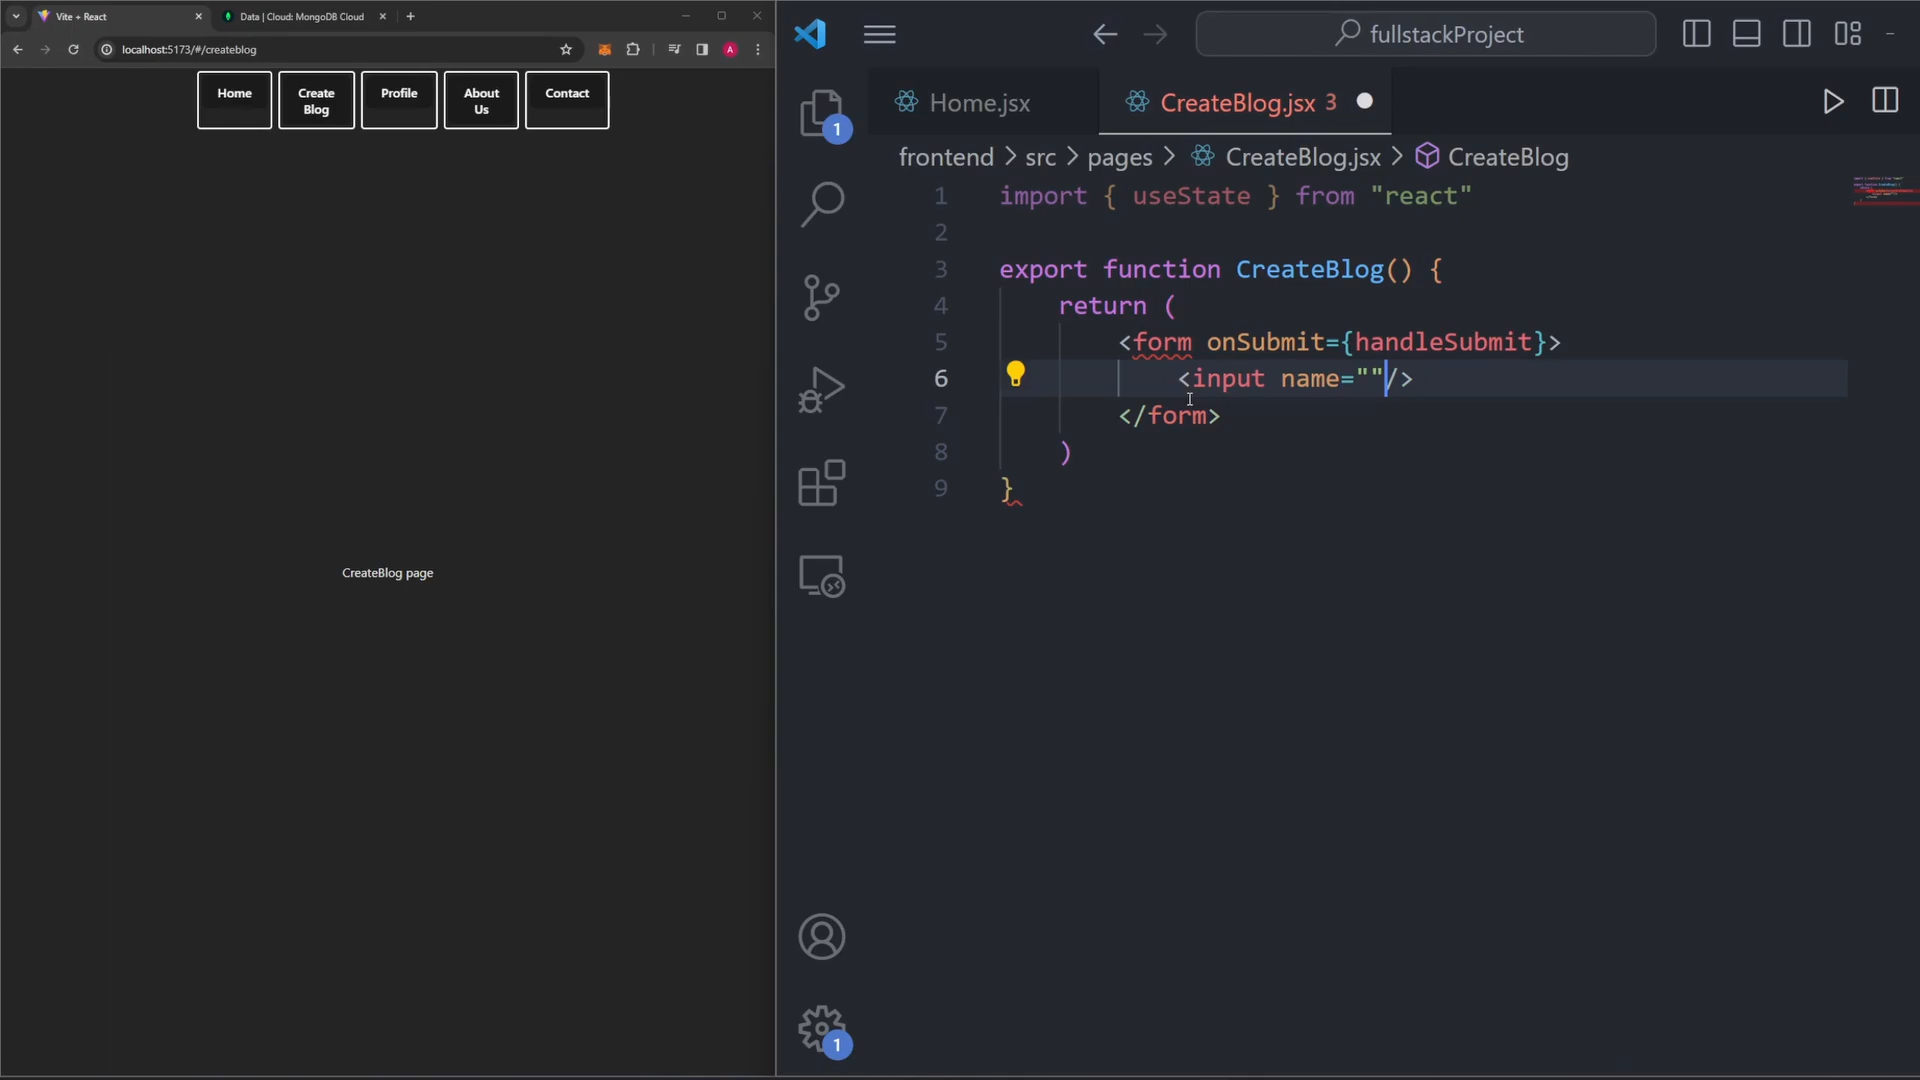 Vite + React
Data | Cloud: MongoDB Cloud
localhost:5173/#/createblog
A
Home
Create
Blog
Profile
About
Us
Contact
CreateBlog page
fullstackProject
1
Home.jsx
CreateBlog.jsx 3
frontend > src > pages > CreateBlog.jsx > CreateBlog
1 import { useState } from "react"
2
3 export function CreateBlog() {
4 return (
5 <form onSubmit={handleSubmit}>
6 <input name=""/>
7 </form>
8 )
9 }
1